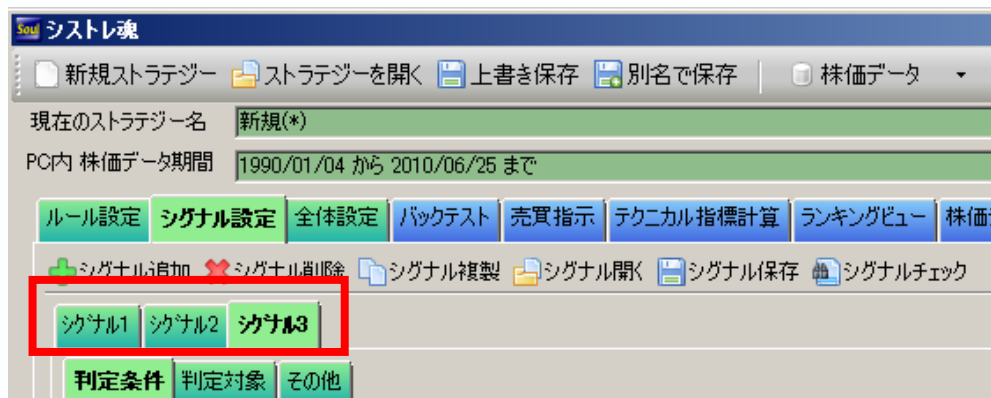 Soul シストレ魂
新規ストラテジー ストラテジーを開く 上書き保存 別名で保存 株価データ
現在のストラテジー名 新規(*)
PC内 株価データ期間 1990/01/04 から 2010/06/25 まで
ルール設定 シグナル設定 全体設定 バックテスト 売買指示 テクニカル指標計算 ランキングビュー 株価
シグナル追加 シグナル削除 シグナル複製 シグナル開く シグナル保存 シグナルチェック
シグナル1 シグナル2 シグナル3
判定条件 判定対象 その他